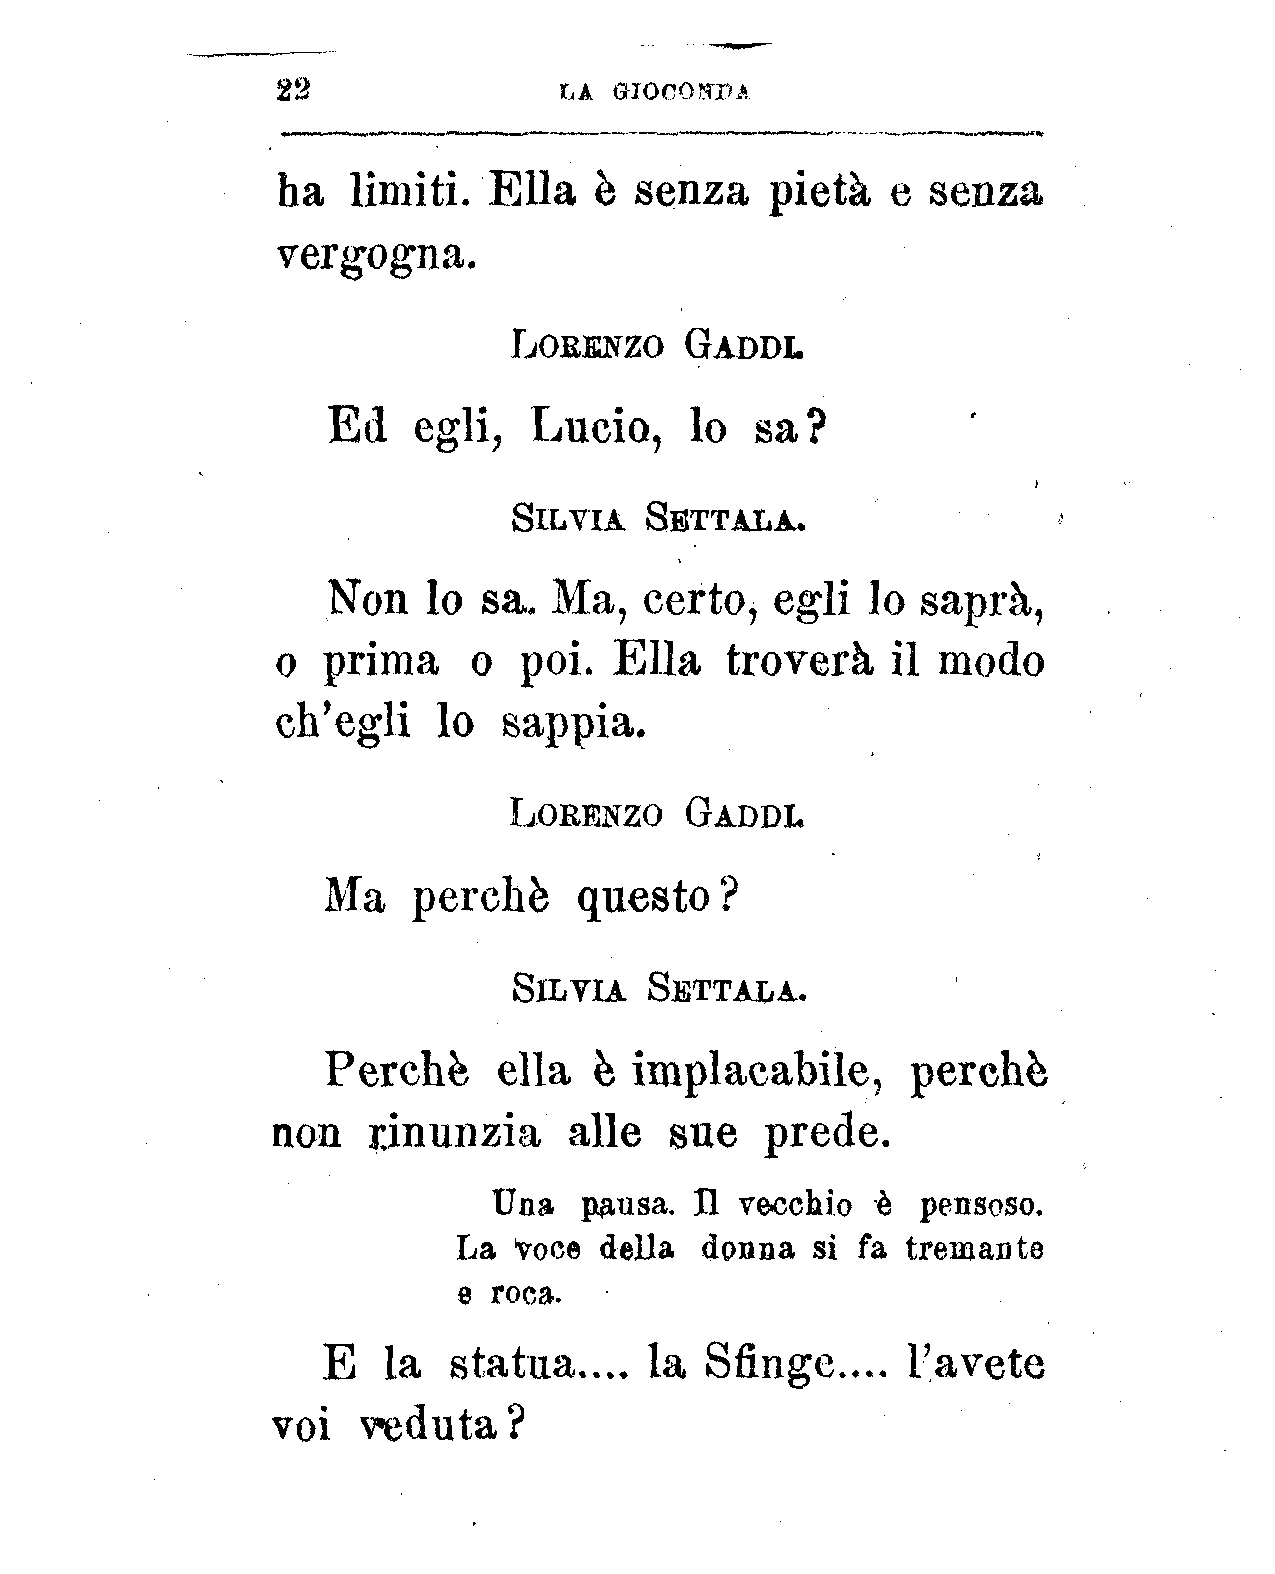 22 LA GIOCONDA
ha limiti. Ella è senza pietà e senza
vergogna.
LORENZO GADDI.
Ed egli, Lucio, lo sa?
SILVIA SETTALA.
Non lo sa. Ma, certo, egli lo saprà,
o prima o poi. Ella troverà il modo
ch'egli lo sappia.
LORENZO GADDI.
Ma perchè questo?
SILVIA SETTALA.
Perchè ella è implacabile, perchè
non rinunzia alle sue prede.
Una pausa. Il vecchio è pensoso.
La voce della donna si fa tremante
e roca.
E la statua.... la Sfinge.... l'avete
voi veduta?